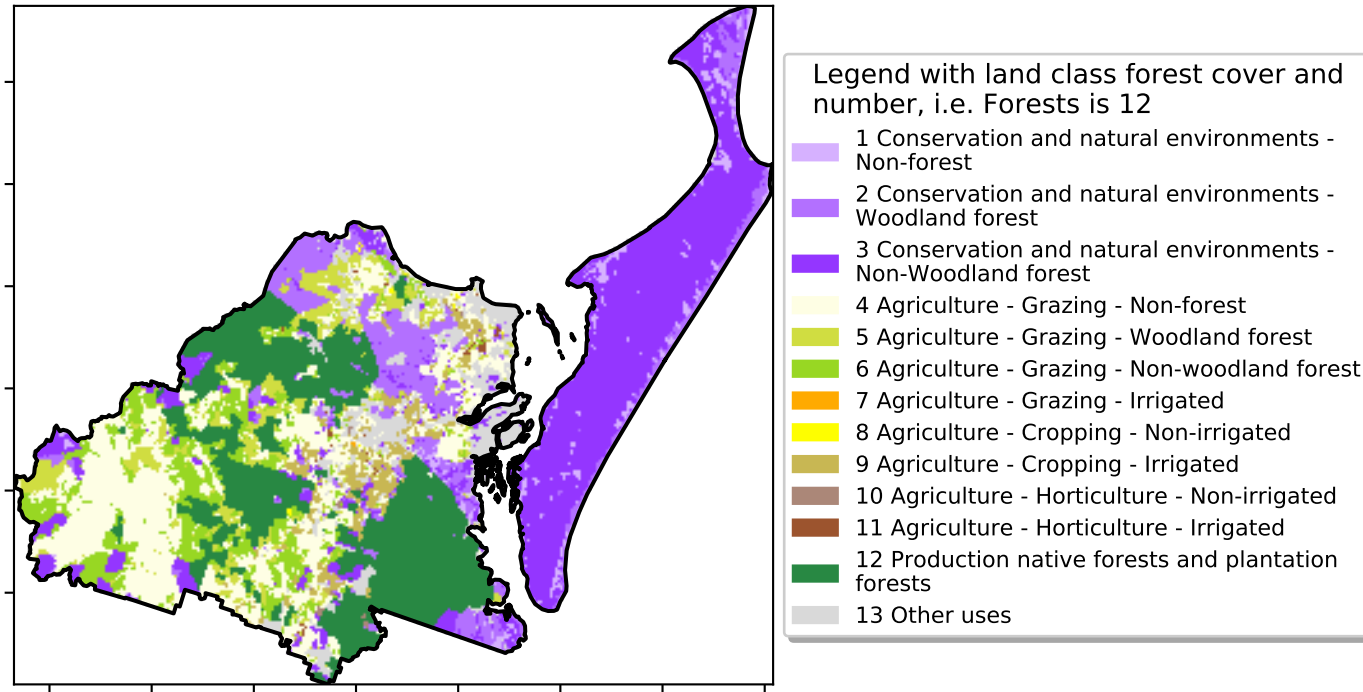 Legend with land class forest cover and
number, i.e. Forests is 12
1 Conservation and natural environments -
Non-forest
2 Conservation and natural environments -
Woodland forest
3 Conservation and natural environments -
Non-Woodland forest
4 Agriculture - Grazing - Non-forest
5 Agriculture - Grazing - Woodland forest
6 Agriculture - Grazing - Non-woodland forest
7 Agriculture - Grazing - Irrigated
8 Agriculture - Cropping - Non-irrigated
9 Agriculture - Cropping - Irrigated
10 Agriculture - Horticulture - Non-irrigated
11 Agriculture - Horticulture - Irrigated
12 Production native forests and plantation
forests
13 Other uses